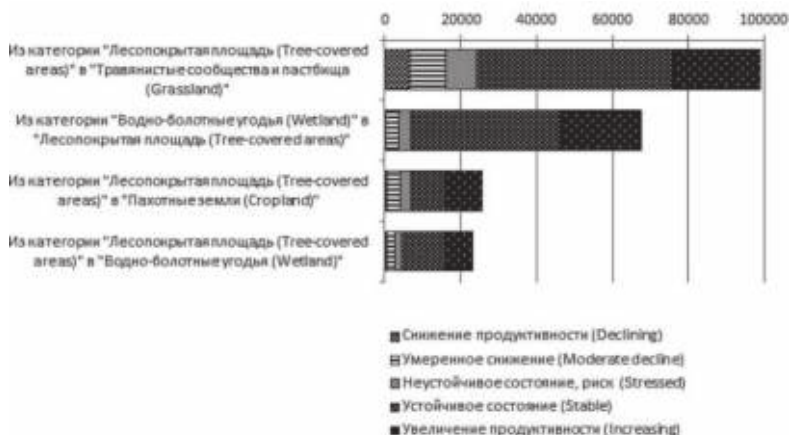 0 20000 40000 60000 80000 100000
Из категории "Лесопокрытая площадь (Tree-covered
areas)" в "Травянистые сообщества и пастбища
(Grassland)"
Из категории "Водно-болотные угодья (Wetland)" в
"Лесопокрытая площадь (Tree-covered areas)"
Из категории "Лесопокрытая площадь (Tree-covered
areas)" в "Пахотные земли (Cropland)"
Из категории "Лесопокрытая площадь (Tree-covered
areas)" в "Водно-болотные угодья (Wetland)"
Снижение продуктивности (Declining)
Умеренное снижение (Moderate decline)
Неустойчивое состояние, риск (Stressed)
Устойчивое состояние (Stable)
Увеличение продуктивности (Increasing)